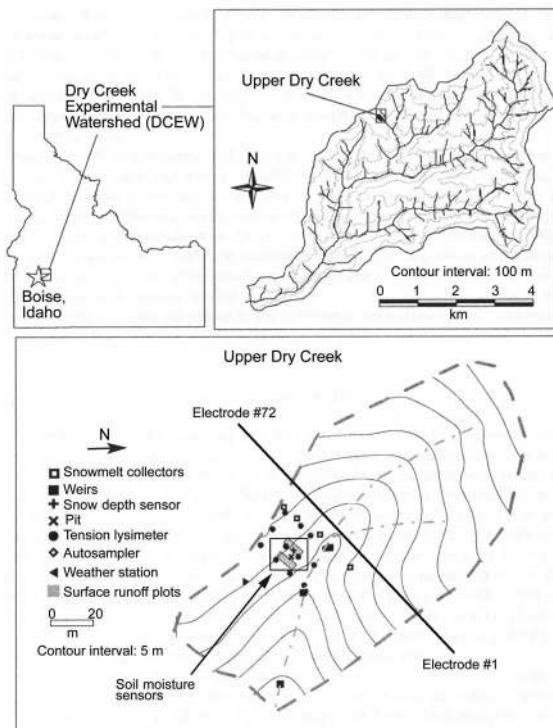 Dry Creek
Experimental
Watershed (DCEW)
Upper Dry Creek
N
Boise,
Idaho
Contour interval: 100 m
0 1 2 3 4
km
Upper Dry Creek
Electrode #72
N
Snowmelt collectors
Weirs
Snow depth sensor
Pit
Tension lysimeter
Autosampler
Weather station
Surface runoff plots
0 20
m
Contour interval: 5 m
Soil moisture
sensors
Electrode #1